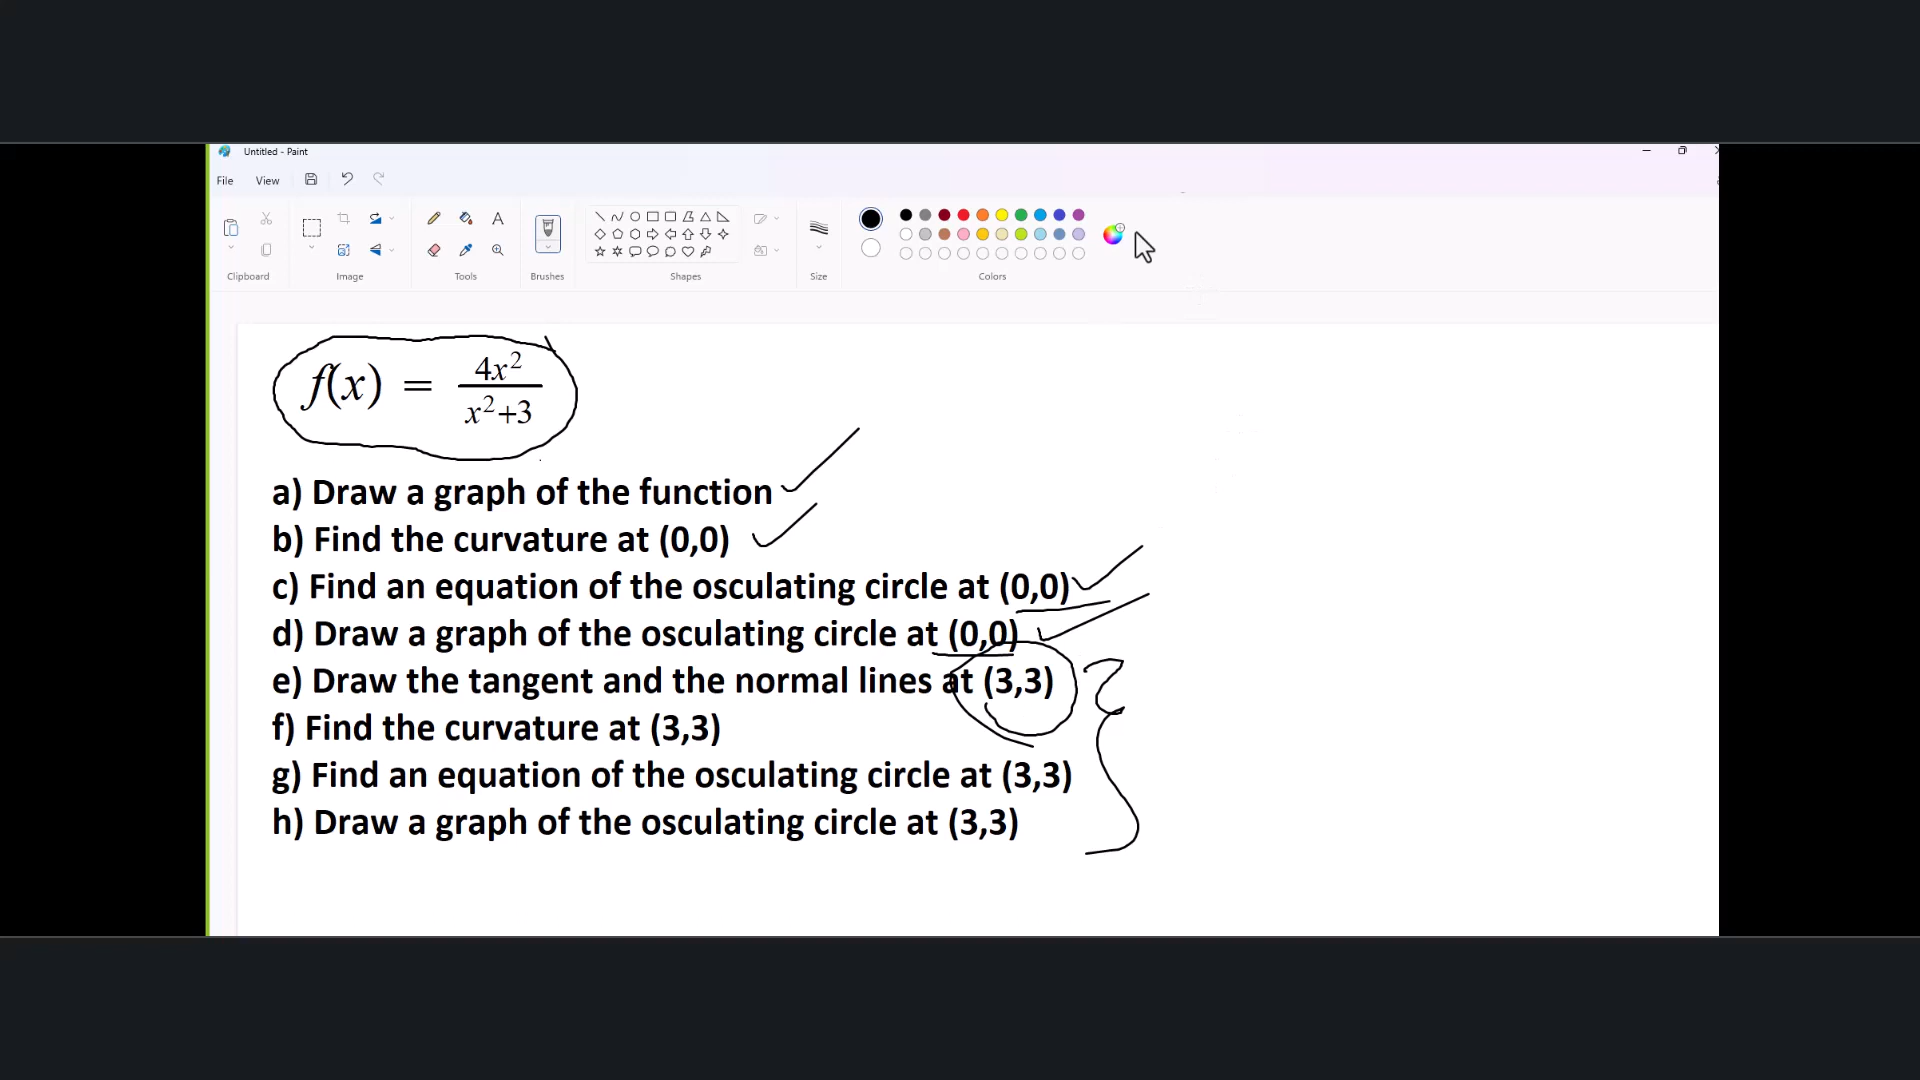 Untitled - Paint
File View
Clipboard Image Tools Brushes Shapes Size Colors
f(x) = 4x²/x²+3
a) Draw a graph of the function
b) Find the curvature at (0,0)
c) Find an equation of the osculating circle at (0,0)
d) Draw a graph of the osculating circle at (0,0)
e) Draw the tangent and the normal lines at (3,3)
f) Find the curvature at (3,3)
g) Find an equation of the osculating circle at (3,3)
h) Draw a graph of the osculating circle at (3,3)